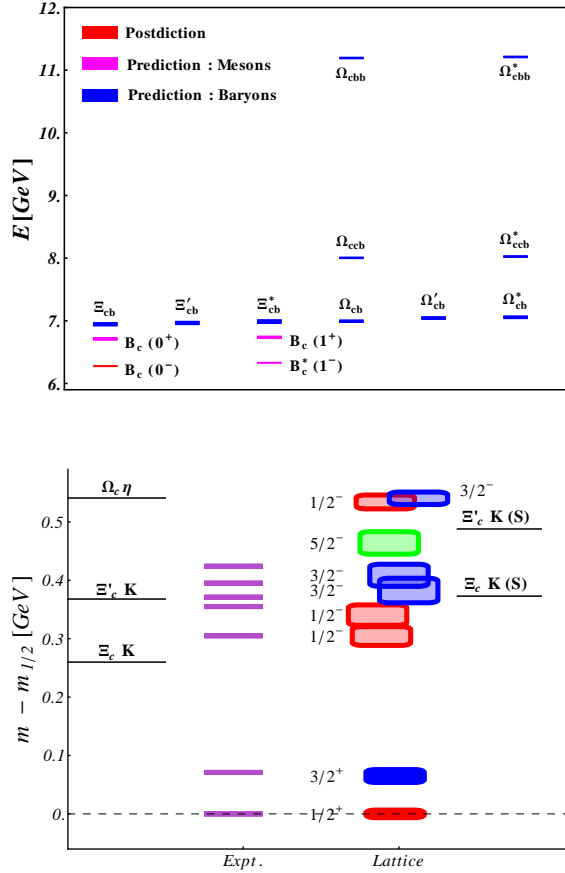 12.
Postdiction
Prediction : Mesons
Prediction : Baryons
11.
10.
9.
8.
7.
6.
E [GeV]
Ω_cbb
Ω*_cbb
Ω_ccb
Ω*_ccb
Ξ_cb
Ξ′_cb
Ξ*_cb
Ω_cb
Ω′_cb
Ω*_cb
B_c (0⁺)
B_c (1⁺)
B_c (0⁻)
B*_c (1⁻)
m − m_1/2 [GeV]
0.5
0.4
0.3
0.2
0.1
0.
Ω_c η
Ξ'_c K
Ξ_c K
1/2⁻
3/2⁻
5/2⁻
3/2⁻
3/2⁻
1/2⁻
1/2⁻
3/2⁺
1/2⁺
Ξ'_c K (S)
Ξ_c K (S)
Expt.
Lattice